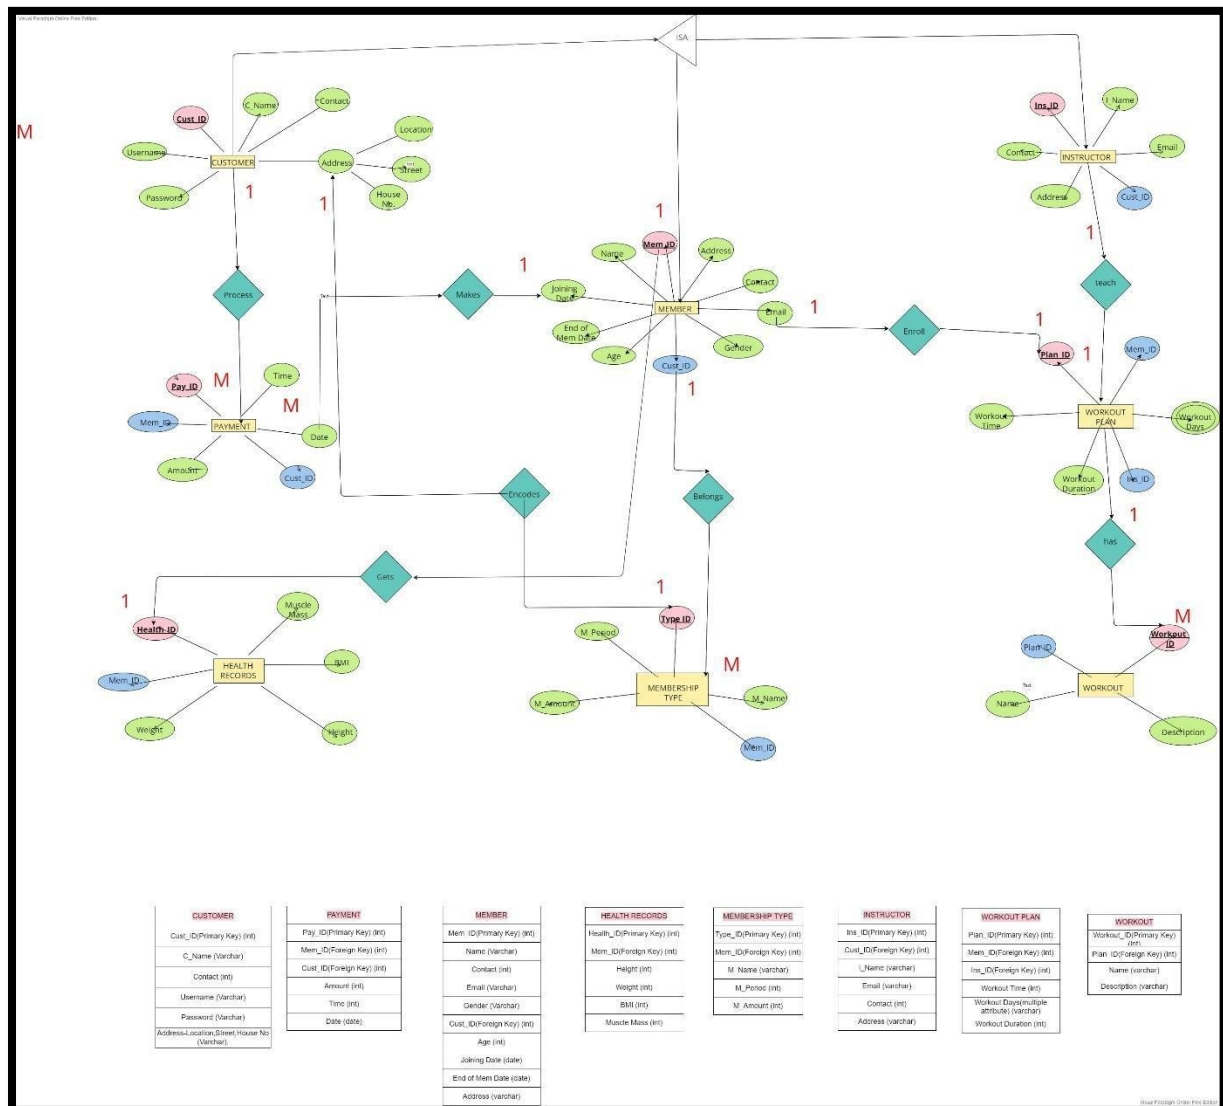 Visual Paradigm Online Free Edition
ISA
M
Cust_ID
C_Name
Contact
Location
Username
CUSTOMER
Address
Street
Password
House
No.
1
1
Ins_ID
I_Name
Contact
INSTRUCTOR
Email
Address
Cust_ID
1
1
Mem_ID
Name
Address
Joining
Date
Contact
MEMBER
Email
End of
Mem Date
Age
Gender
Cust_ID
1
Process
Makes
1
1
Enroll
teach
1
1
Plan_ID
Mem_ID
Workout
Time
WORKOUT
PLAN
Workout
Days
Workout
Duration
Ins_ID
M
M
Pay_ID
Time
Mem_ID
PAYMENT
Date
Amount
Cust_ID
Text
Encodes
Belongs
1
has
Gets
1
Health_ID
Muscle
Mass
HEALTH
RECORDS
BMI
Mem_ID
Weight
Height
1
Type_ID
M_Period
M
MEMBERSHIP
TYPE
M_Amount
M_Name
Mem_ID
M
Workout
ID
Plan_ID
Text
WORKOUT
Name
Description
CUSTOMER
Cust_ID(Primary Key) (int)
C_Name (Varchar)
Contact (int)
Username (Varchar)
Password (Varchar)
Address-Location,Street,House No
(Varchar),
PAYMENT
Pay_ID(Primary Key) (int)
Mem_ID(Foreign Key) (int)
Cust_ID(Foreign Key) (int)
Amount (int)
Time (int)
Date (date)
MEMBER
Mem_ID(Primary Key) (int)
Name (Varchar)
Contact (int)
Email (Varchar)
Gender (Varchar)
Cust_ID(Foreign Key) (int)
Age (int)
Joining Date (date)
End of Mem Date (date)
Address (varchar)
HEALTH RECORDS
Health_ID(Primary Key) (int)
Mem_ID(Foreign Key) (int)
Height (int)
Weight (int)
BMI (int)
Muscle Mass (int)
MEMBERSHIP TYPE
Type_ID(Primary Key) (int)
Mem_ID(Foreign Key) (int)
M_Name (varchar)
M_Period (int)
M_Amount (int)
INSTRUCTOR
Ins_ID(Primary Key) (int)
Cust_ID(Foreign Key) (int)
I_Name (varchar)
Email (varchar)
Contact (int)
Address (varchar)
WORKOUT PLAN
Plan_ID(Primary Key) (int)
Mem_ID(Foreign Key) (int)
Ins_ID(Foreign Key) (int)
Workout Time (int)
Workout Days(multiple
attribute) (varchar)
Workout Duration (int)
WORKOUT
Workout_ID(Primary Key)
(int)
Plan_ID(Foreign Key) (int)
Name (varchar)
Description (varchar)
Visual Paradigm Online Free Edition